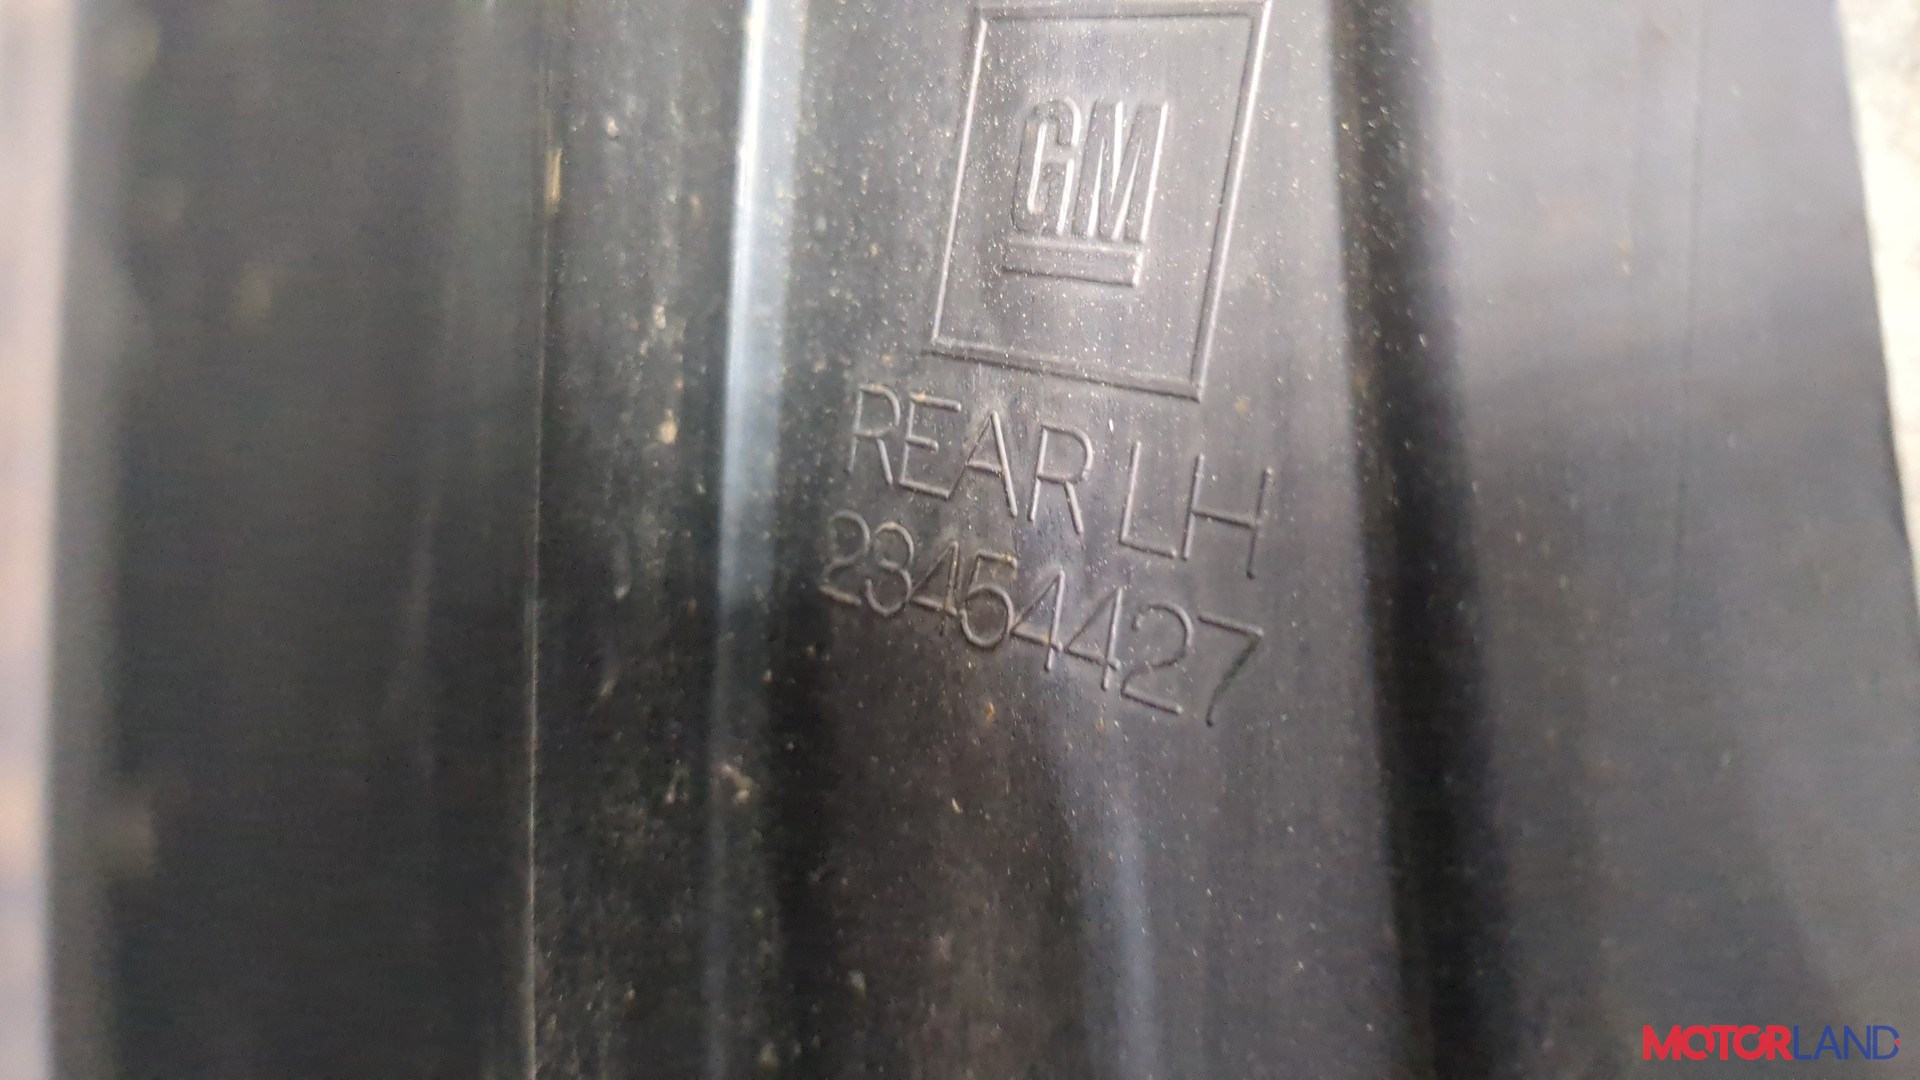 GM
REAR LH
23454427
MOTORLAND